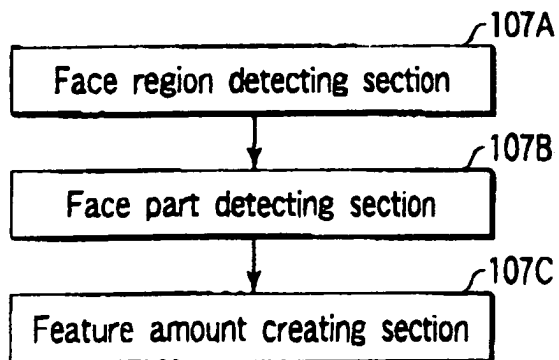 107A
Face region detecting section
107B
Face part detecting section
107C
Feature amount creating section